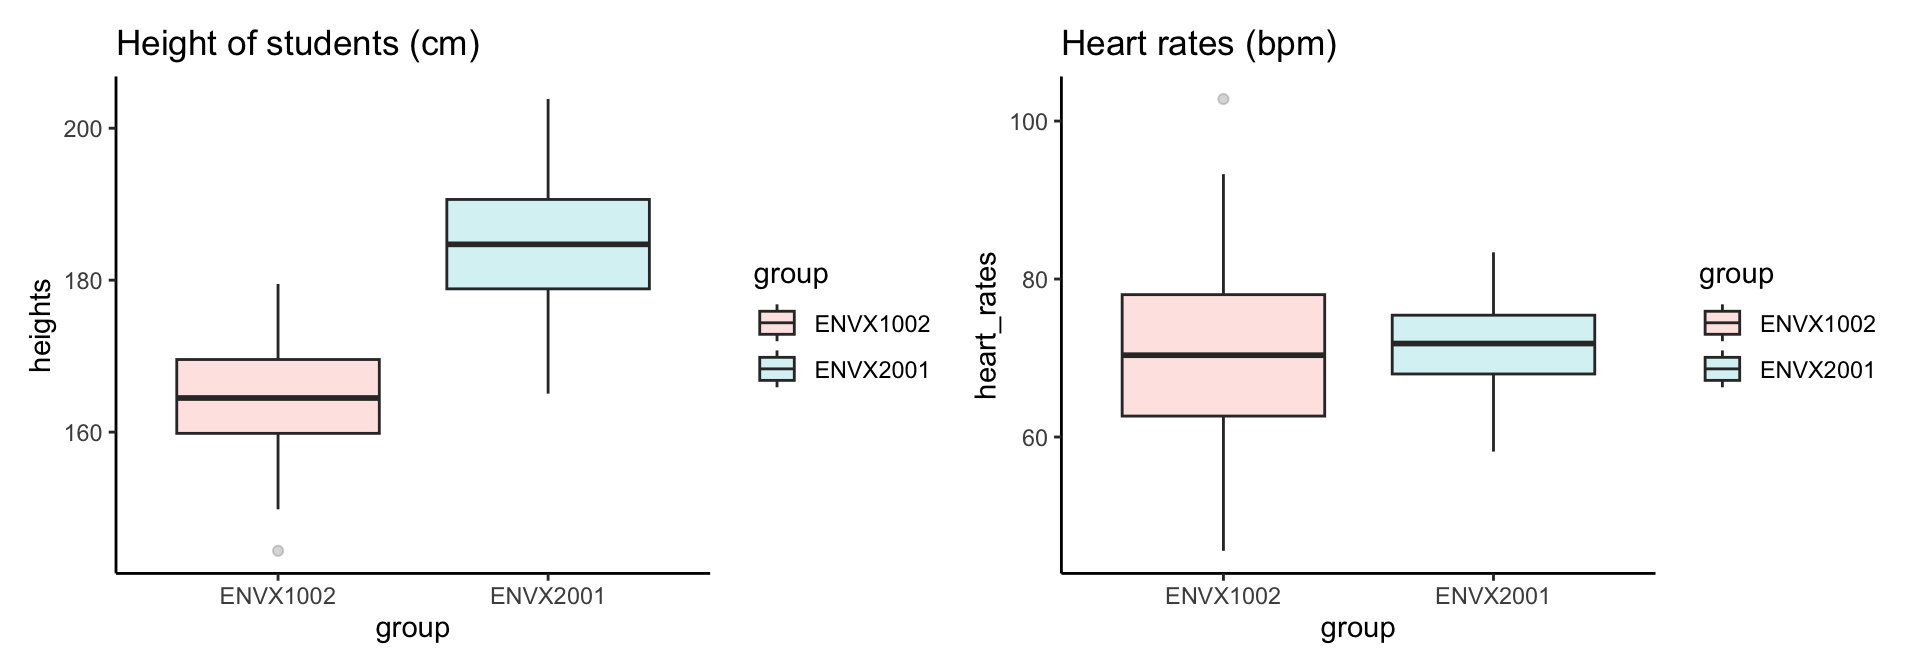 Height of students (cm)
heights
200
180
160
ENVX1002
ENVX2001
group
group
ENVX1002
ENVX2001
Heart rates (bpm)
heart_rates
100
80
60
ENVX1002
ENVX2001
group
group
ENVX1002
ENVX2001